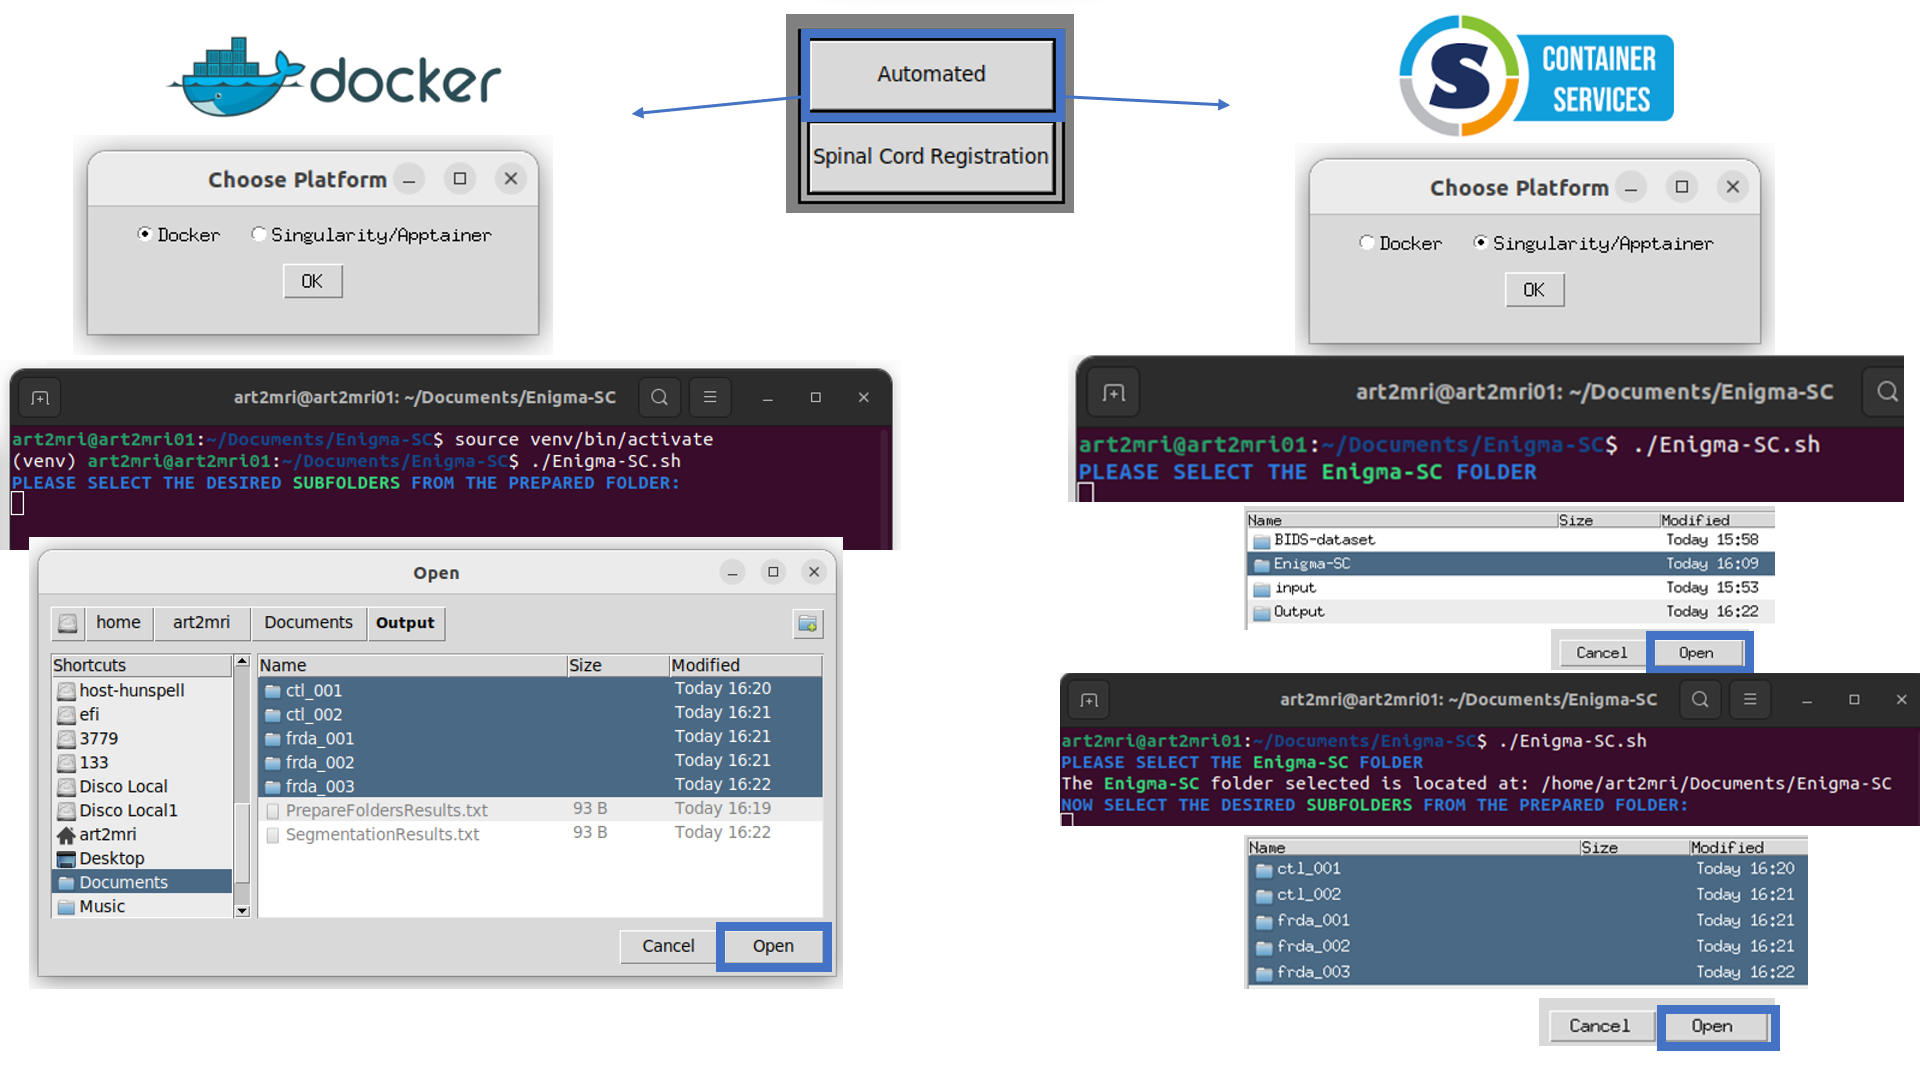 docker
Automated
Spinal Cord Registration
S
CONTAINER
SERVICES
Choose Platform
Docker Singularity/Apptainer
OK
art2mri@art2mri01: ~/Documents/Enigma-SC
art2mri@art2mri01:~/Documents/Enigma-SC$ source venv/bin/activate
(venv) art2mri@art2mri01:~/Documents/Enigma-SC$ ./Enigma-SC.sh
PLEASE SELECT THE DESIRED SUBFOLDERS FROM THE PREPARED FOLDER:
Open
home art2mri Documents Output
Shortcuts
host-hunspell
efi
3779
133
Disco Local
Disco Local1
art2mri
Desktop
Documents
Music
Name Size Modified
ctl_001 Today 16:20
ctl_002 Today 16:21
frda_001 Today 16:21
frda_002 Today 16:21
frda_003 Today 16:22
PrepareFoldersResults.txt 93 B Today 16:19
SegmentationResults.txt 93 B Today 16:22
Cancel Open
Choose Platform
Docker Singularity/Apptainer
OK
art2mri@art2mri01: ~/Documents/Enigma-SC
art2mri@art2mri01:~/Documents/Enigma-SC$ ./Enigma-SC.sh
PLEASE SELECT THE Enigma-SC FOLDER
Name Size Modified
BIDS-dataset Today 15:58
Enigma-SC Today 16:09
input Today 15:53
Output Today 16:22
Cancel Open
art2mri@art2mri01: ~/Documents/Enigma-SC
art2mri@art2mri01:~/Documents/Enigma-SC$ ./Enigma-SC.sh
PLEASE SELECT THE Enigma-SC FOLDER
The Enigma-SC folder selected is located at: /home/art2mri/Documents/Enigma-SC
NOW SELECT THE DESIRED SUBFOLDERS FROM THE PREPARED FOLDER:
Name Size Modified
ctl_001 Today 16:20
ctl_002 Today 16:21
frda_001 Today 16:21
frda_002 Today 16:21
frda_003 Today 16:22
Cancel Open